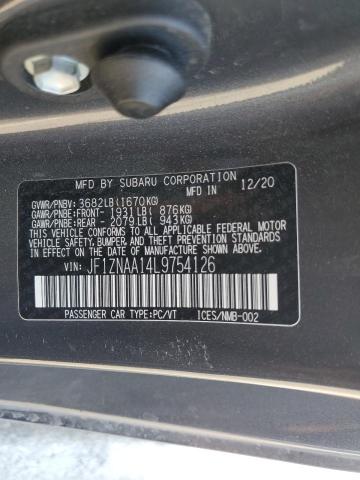 MFD BY SUBARU CORPORATION
GVWR/PNBV: 3682LB(1670KG) MFD IN 12/20
GAWR/PNBE:FRONT- 1931LB( 876KG)
GAWR/PNBE:REAR - 2079LB( 943KG)
THIS VEHICLE CONFORMS TO ALL APPLICABLE
FEDERAL MOTOR VEHICLE
SAFETY, BUMPER, AND THEFT PREVENTION STANDARDS
IN EFFECT ON THE DATE OF MANUFACTURE SHOWN ABOVE.
VIN: JF1ZNAA14L9754126
PASSENGER CAR TYPE:PC/VT ICES/NMB-002